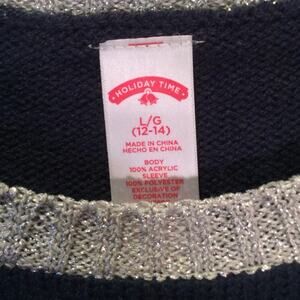 • HOLIDAY TIME •
L/G
(12-14)
MADE IN CHINA
HECHO EN CHINA
BODY
100% ACRYLIC
SLEEVE
100% POLYESTER
EXCLUSIVE OF
DECORATION